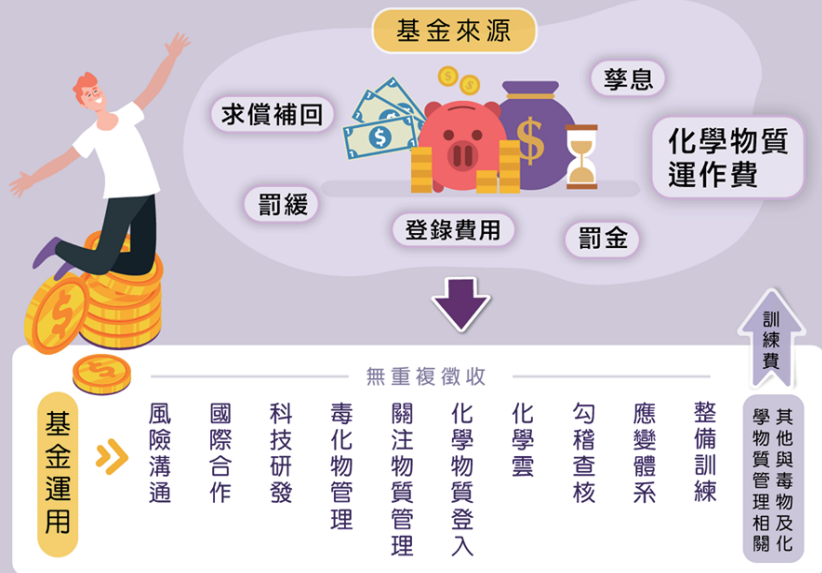 基金來源
求償補回
孳息
化學物質
運作費
罰緩
登錄費用
罰金
訓練費
無重複徵收
基金運用
風險溝通
國際合作
科技研發
毒化物管理
關注物質管理
化學物質登入
化學雲
勾稽查核
應變體系
整備訓練
其他與毒物及化
學物質管理相關